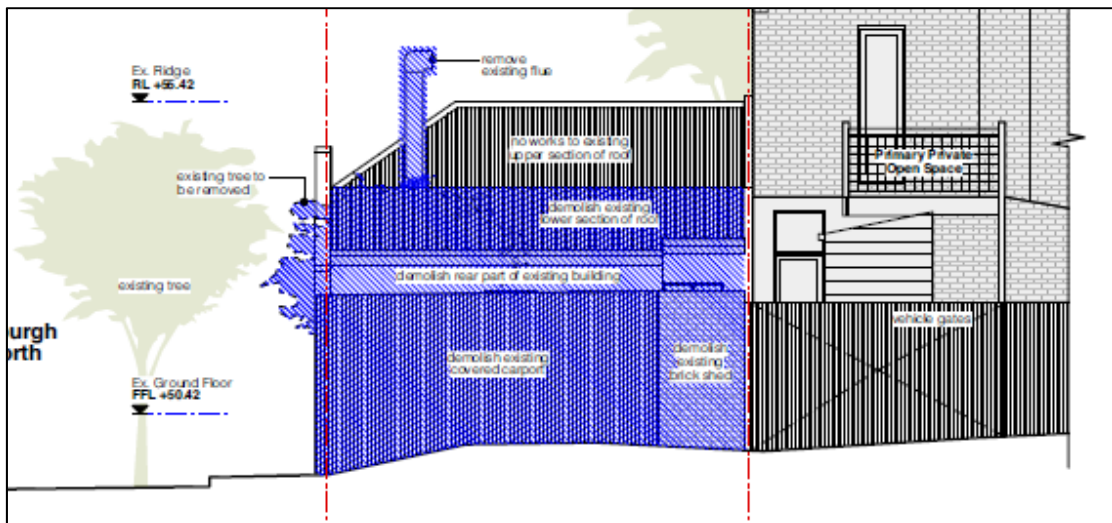 Ex. Ridge
RL +55.42
remove
existing flue
no works to existing
upper section of roof
Primary Private
Open Space
existing tree to
be removed
demolish existing
lower section of roof
demolish rear part of existing building
existing tree
vehicle gates
urgh
orth
demolish existing
covered carport
demolish
existing
brick shed
Ex. Ground Floor
FFL +50.42